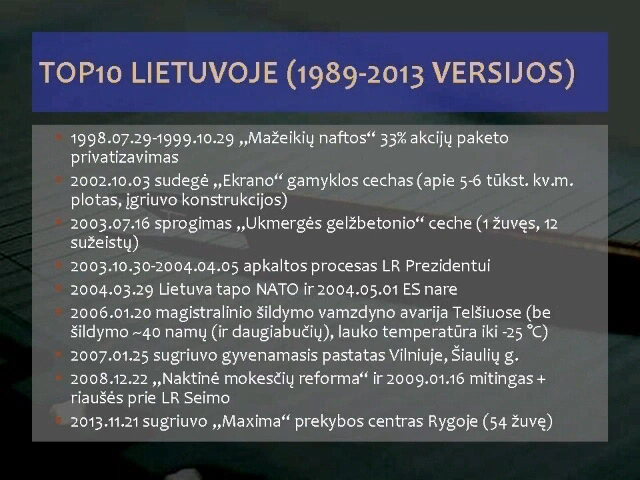 TOP10 LIETUVOJE (1989-2013 VERSIJOS)
1998.07.29-1999.10.29 „Mažeikių naftos“ 33% akcijų paketo
privatizavimas
2002.10.03 sudegė „Ekrano“ gamyklos cechas (apie 5-6 tūkst. kv.m.
plotas, įgriuvo konstrukcijos)
2003.07.16 sprogimas „Ukmergės gelžbetonio“ ceche (1 žuvęs, 12
sužeistų)
2003.10.30-2004.04.05 apkaltos procesas LR Prezidentui
2004.03.29 Lietuva tapo NATO ir 2004.05.01 ES nare
2006.01.20 magistralinio šildymo vamzdyno avarija Telšiuose (be
šildymo ~40 namų (ir daugiabučių), lauko temperatūra iki -25 °C)
2007.01.25 sugriuvo gyvenamasis pastatas Vilniuje, Šiaulių g.
2008.12.22 „Naktinė mokesčių reforma“ ir 2009.01.16 mitingas +
riaušės prie LR Seimo
2013.11.21 sugriuvo „Maxima“ prekybos centras Rygoje (54 žuvę)